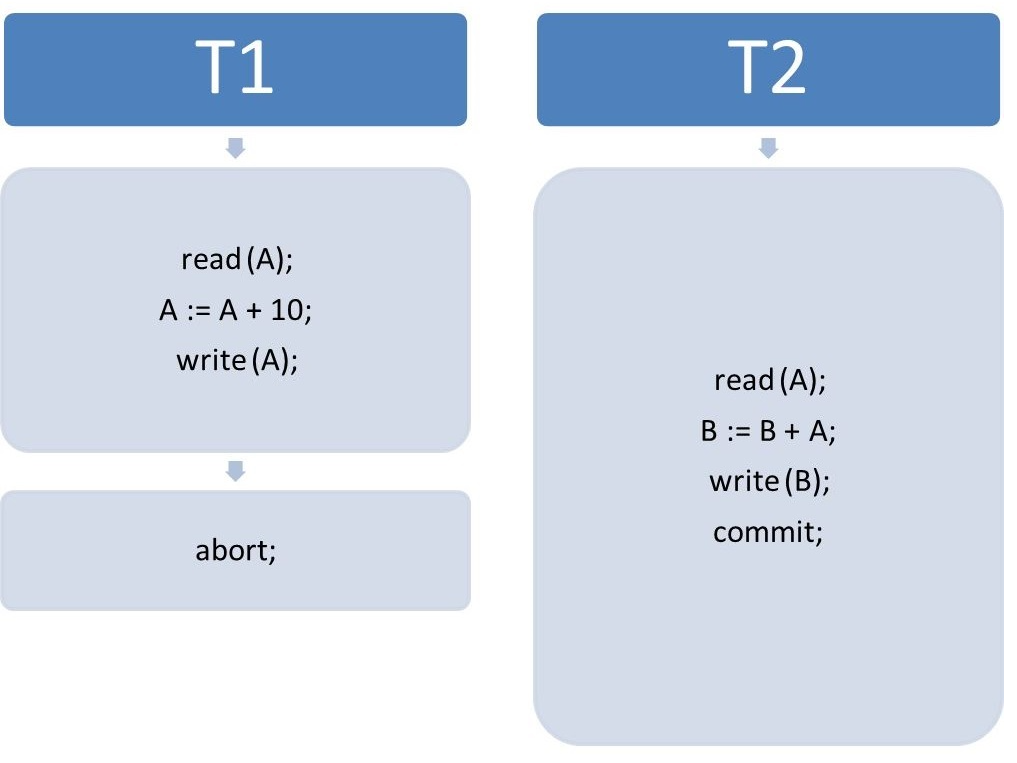 T1
read(A);
A := A + 10;
write(A);
abort;
T2
read(A);
B := B + A;
write(B);
commit;